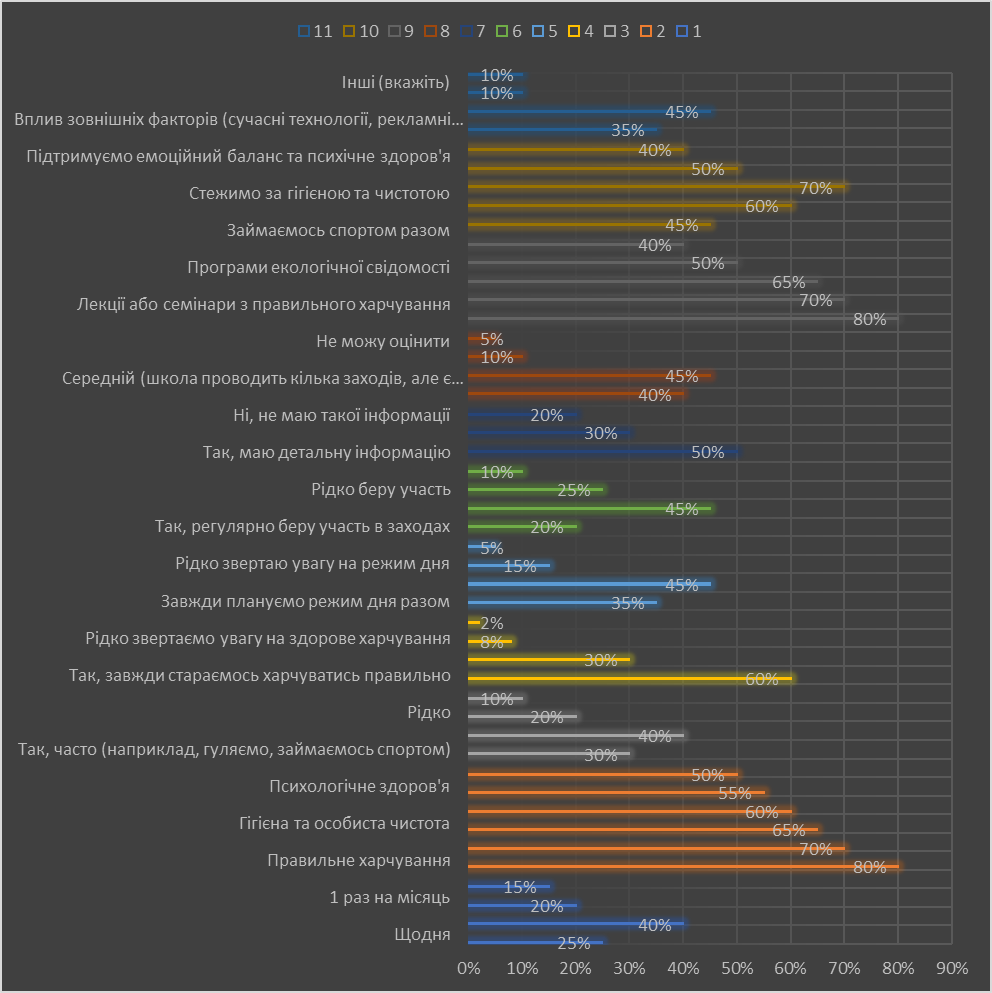 11 10 9 8 7 6 5 4 3 2 1
Інші (вкажіть)
10%
10%
Вплив зовнішніх факторів (сучасні технології, рекламні…
45%
35%
Підтримуємо емоційний баланс та психічне здоров'я
40%
50%
Стежимо за гігієною та чистотою
70%
60%
Займаємось спортом разом
45%
40%
Програми екологічної свідомості
50%
65%
Лекції або семінари з правильного харчування
70%
80%
Не можу оцінити
5%
10%
Середній (школа проводить кілька заходів, але є…
45%
40%
Ні, не маю такої інформації
20%
30%
Так, маю детальну інформацію
50%
10%
Рідко беру участь
25%
45%
Так, регулярно беру участь в заходах
20%
5%
Рідко звертаю увагу на режим дня
15%
45%
Завжди плануємо режим дня разом
35%
2%
Рідко звертаємо увагу на здорове харчування
8%
30%
Так, завжди стараємось харчуватись правильно
60%
10%
Рідко
20%
40%
Так, часто (наприклад, гуляємо, займаємось спортом)
30%
50%
Психологічне здоров'я
55%
60%
Гігієна та особиста чистота
65%
70%
Правильне харчування
80%
15%
1 раз на місяць
20%
40%
Щодня
25%
0% 10% 20% 30% 40% 50% 60% 70% 80% 90%